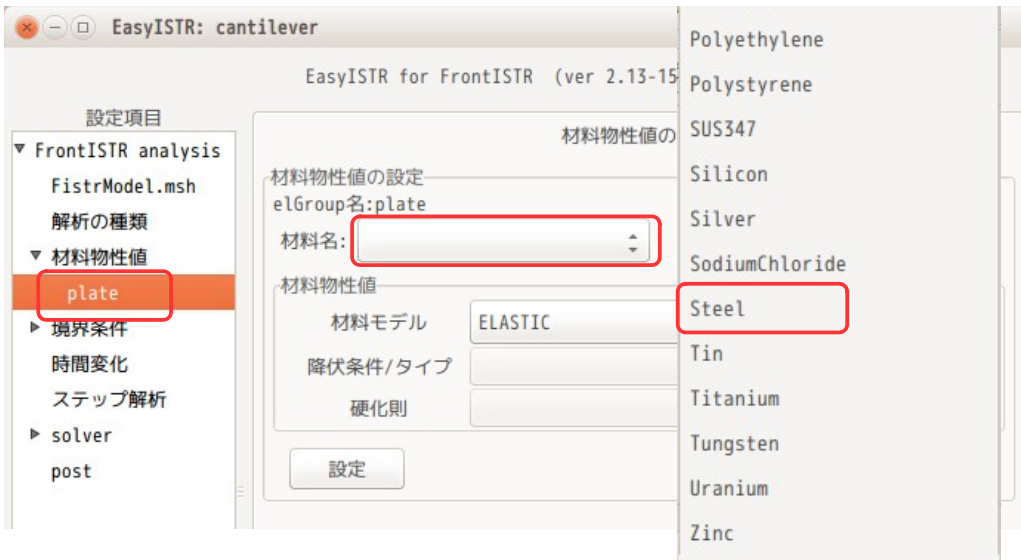 EasyISTR: cantilever
EasyISTR for FrontISTR (ver 2.13-15
設定項目
FrontISTR analysis
FistrModel.msh
解析の種類
材料物性値
plate
境界条件
時間変化
ステップ解析
solver
post
材料物性値の
材料物性値の設定
elGroup名:plate
材料名:
材料物性値
材料モデル ELASTIC
降伏条件/タイプ
硬化則
設定
Polyethylene
Polystyrene
SUS347
Silicon
Silver
SodiumChloride
Steel
Tin
Titanium
Tungsten
Uranium
Zinc